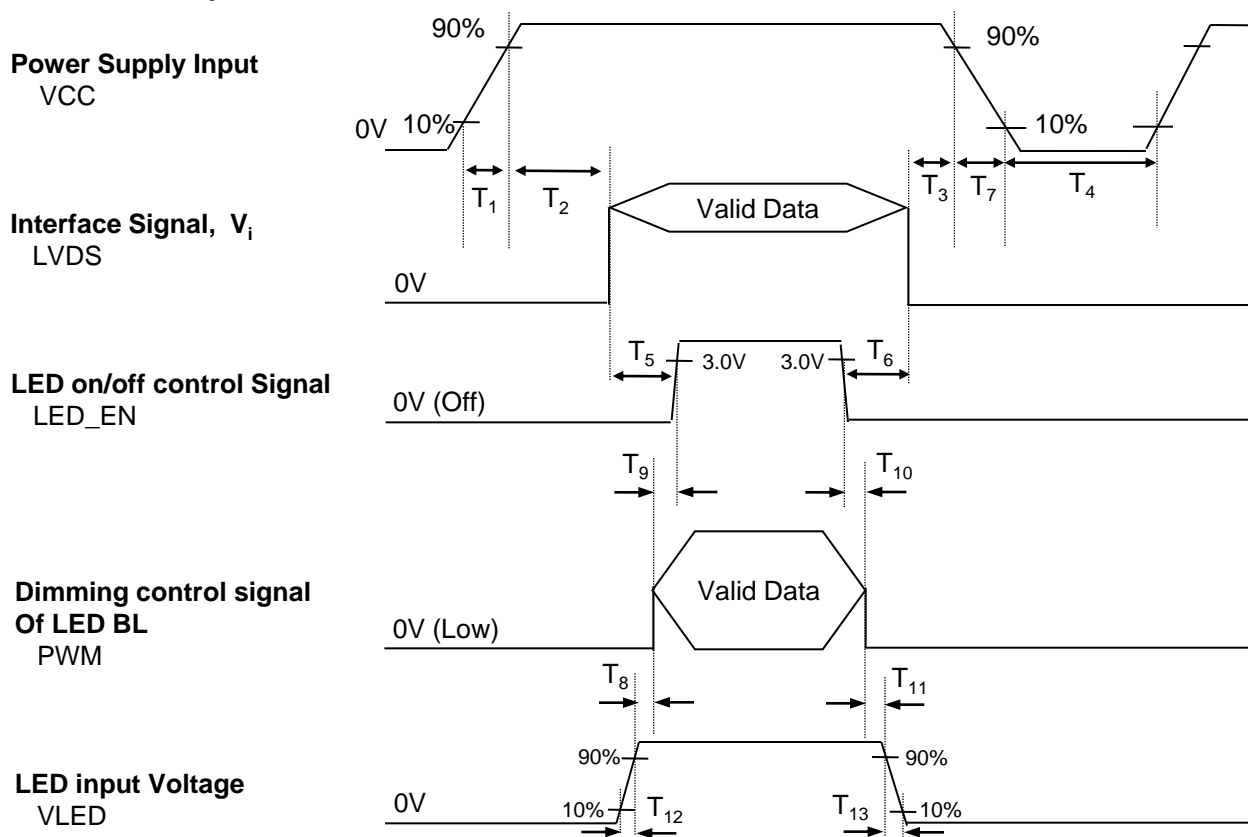 90%
90%
Power Supply Input
VCC
0V 10%
10%
T1
T2
T3
T7
T4
Interface Signal, Vi
LVDS
Valid Data
0V
T5
3.0V
3.0V
T6
LED on/off control Signal
LED_EN
0V (Off)
T9
T10
Dimming control signal
Of LED BL
PWM
Valid Data
0V (Low)
T8
T11
LED input Voltage
VLED
90%
90%
0V
10%
T12
T13
10%